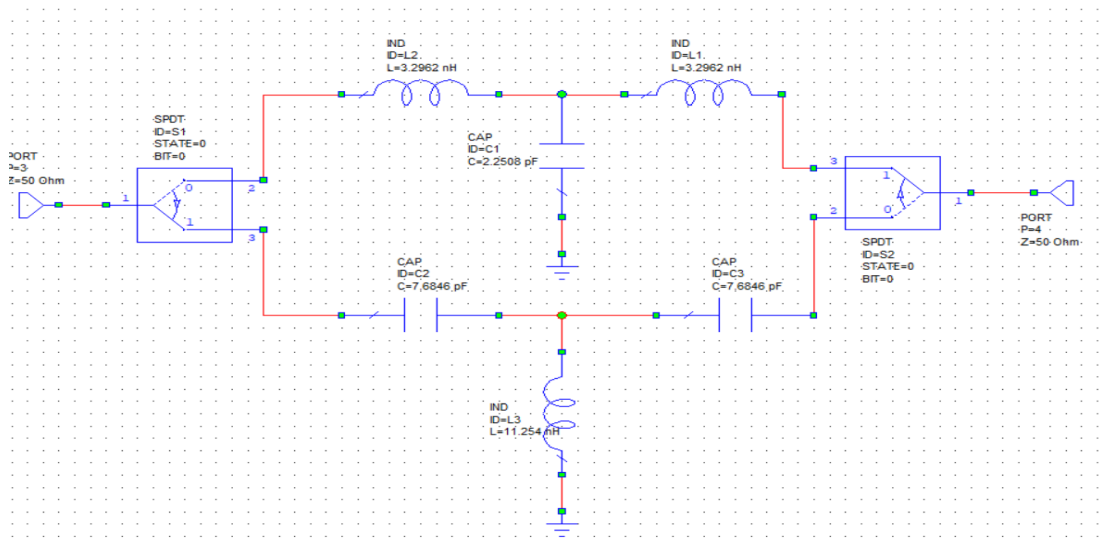 IND
ID=L2
L=3.2962 nH
IND
ID=L1
L=3.2962 nH
SPDT
ID=S1
STATE=0
BIT=0
CAP
ID=C1
C=2.2508 pF
PORT
P=3
Z=50 Ohm
1
0
1
2
3
3
2
1
0
1
PORT
P=4
Z=50 Ohm
SPDT
ID=S2
STATE=0
BIT=0
CAP
ID=C2
C=7.6846 pF
CAP
ID=C3
C=7.6846 pF
IND
ID=L3
L=11.254 nH